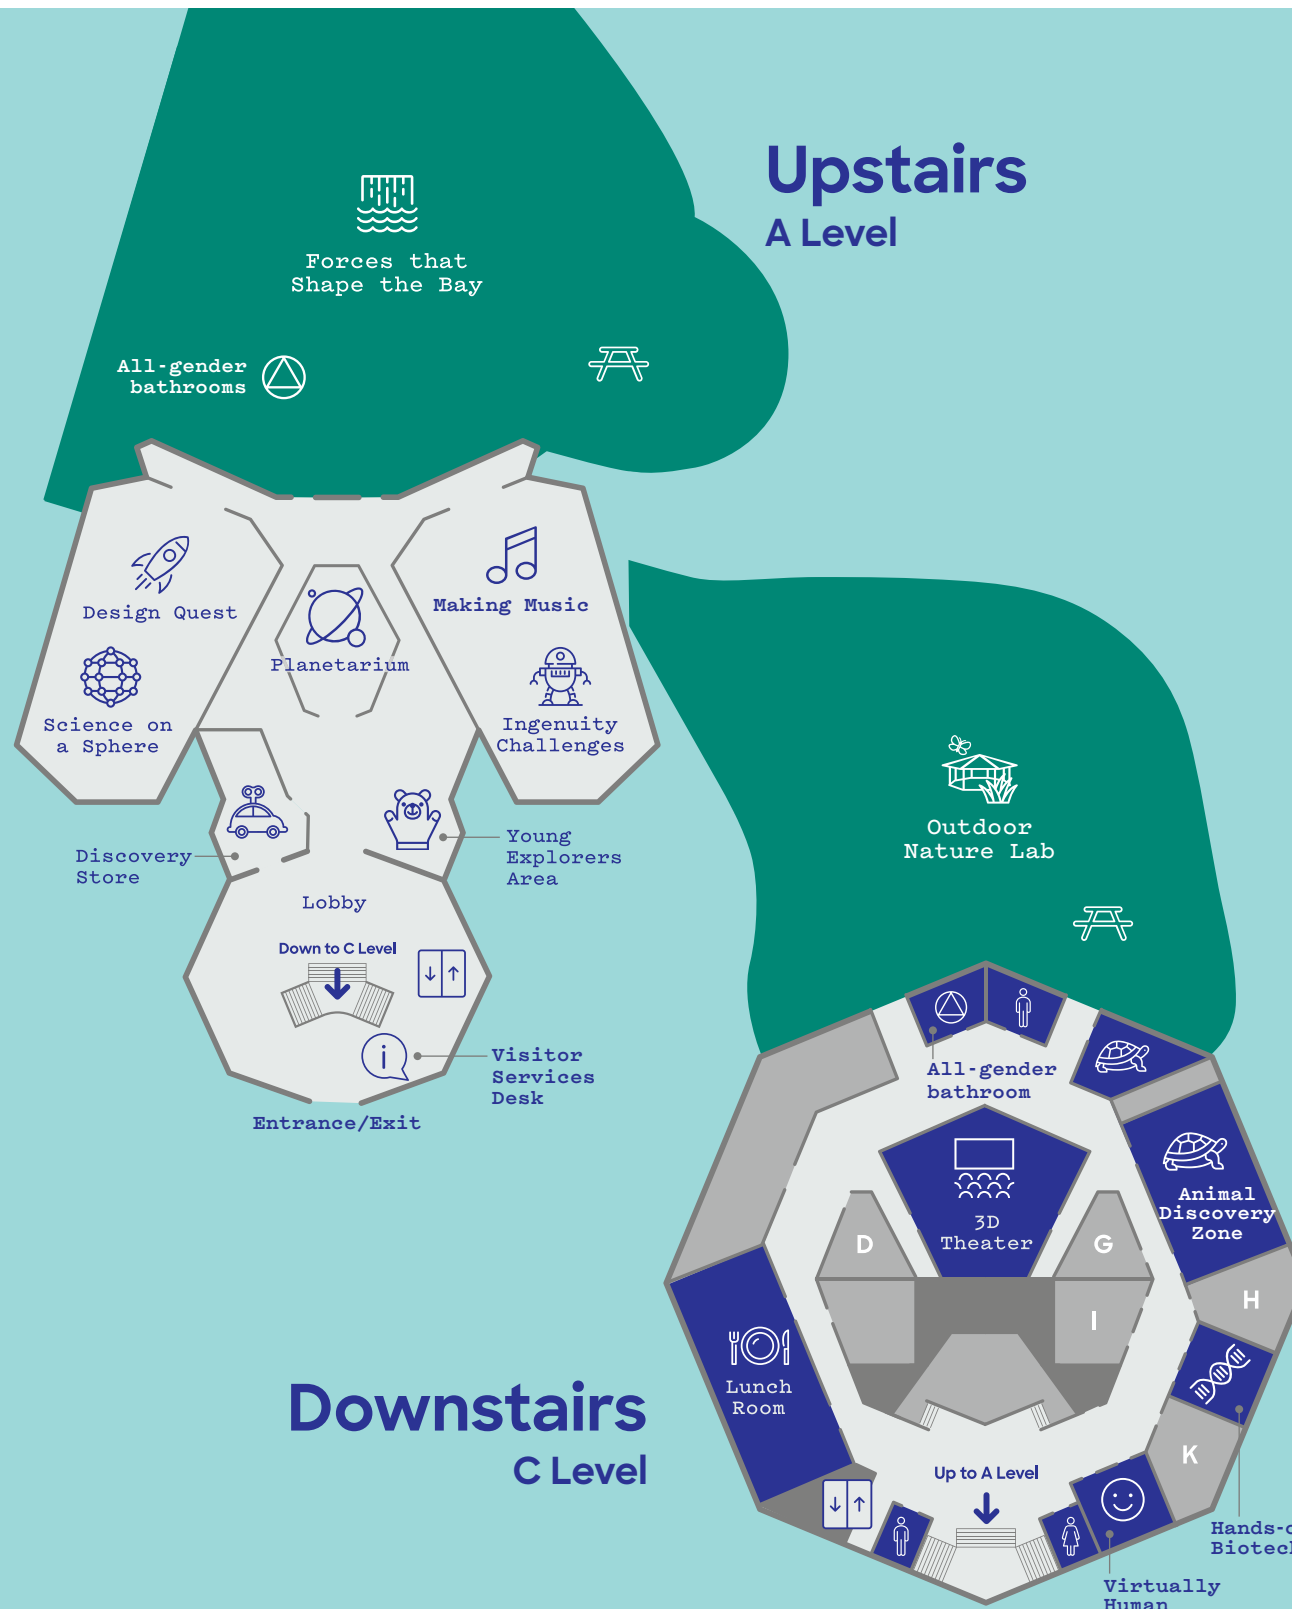 Upstairs
A Level
Forces that
Shape the Bay
All-gender
bathrooms
Design Quest
Making Music
Planetarium
Science on
a Sphere
Ingenuity
Challenges
Discovery
Store
Young
Explorers
Area
Lobby
Down to C Level
i
Visitor
Services
Desk
Entrance/Exit
Outdoor
Nature Lab
All-gender
bathroom
3D
Theater
Animal
Discovery
Zone
D
G
H
I
Lunch
Room
Downstairs
C Level
K
Up to A Level
Virtually
Human